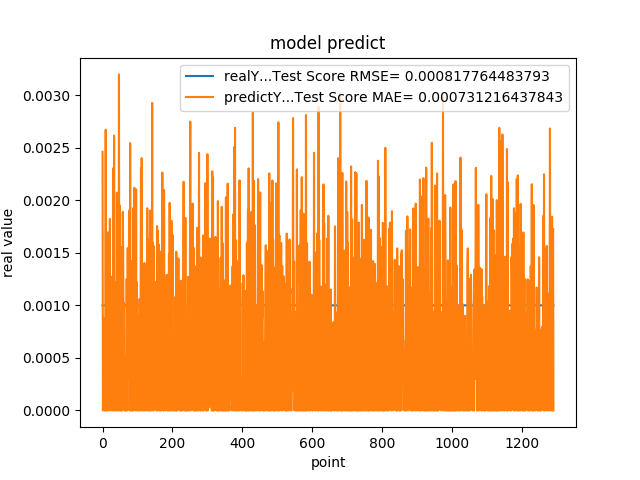 model predict
realY...Test Score RMSE= 0.000817764483793
predictY...Test Score MAE= 0.000731216437843
0.0030
0.0025
0.0020
0.0015
0.0010
0.0005
0.0000
real value
0 200 400 600 800 1000 1200
point